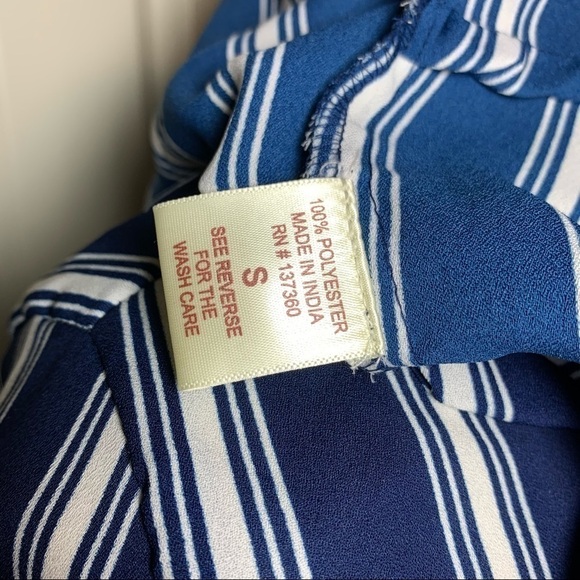 100% POLYESTER
MADE IN INDIA
RN # 137360
S
SEE REVERSE
FOR THE
WASH CARE